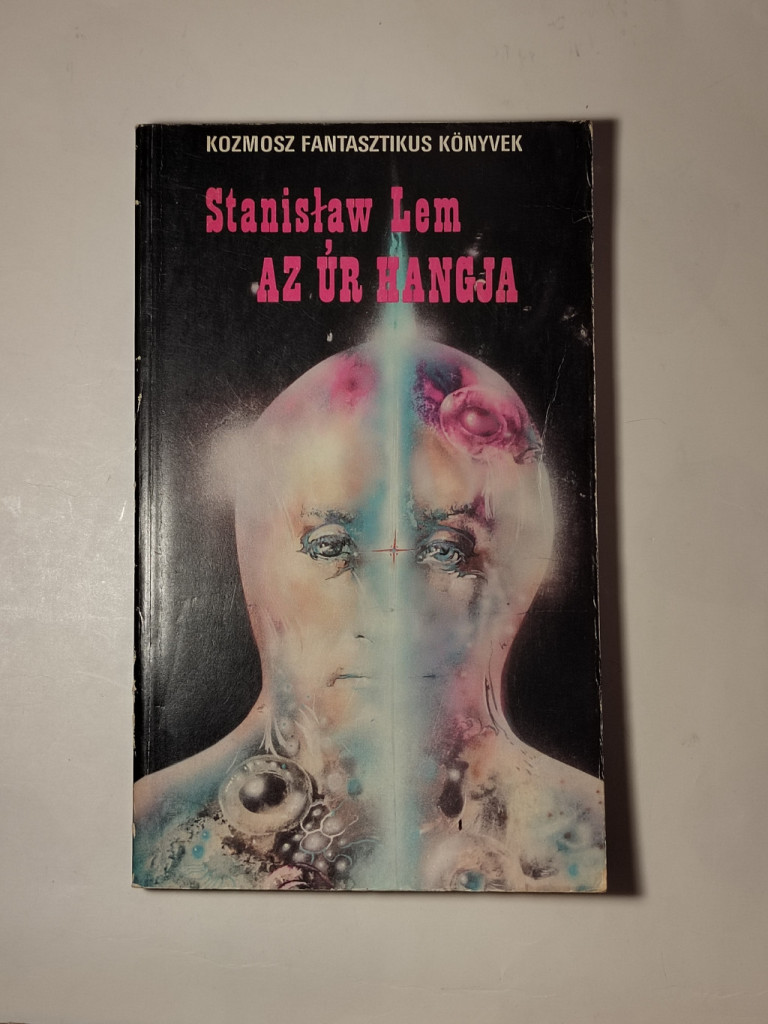 KOZMOSZ FANTASZTIKUS KÖNYVEK
Stanisław Lem
AZ ÚR HANGJA